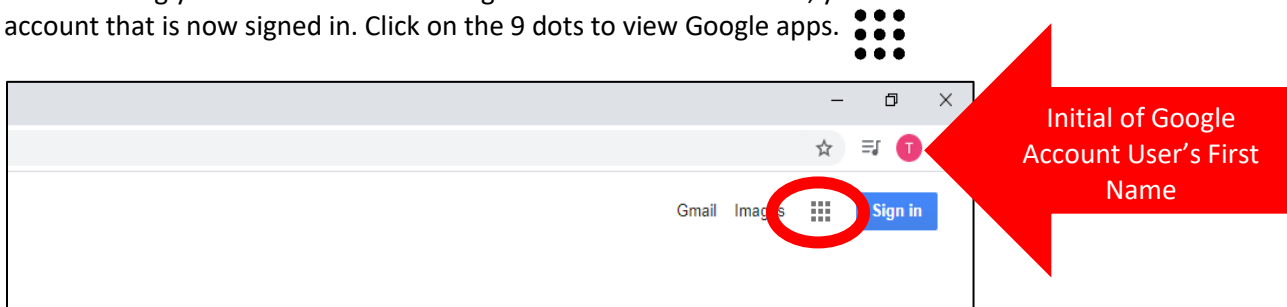 account that is now signed in. Click on the 9 dots to view Google apps.
T
Initial of Google
Account User's First
Name
Gmail Images Sign in